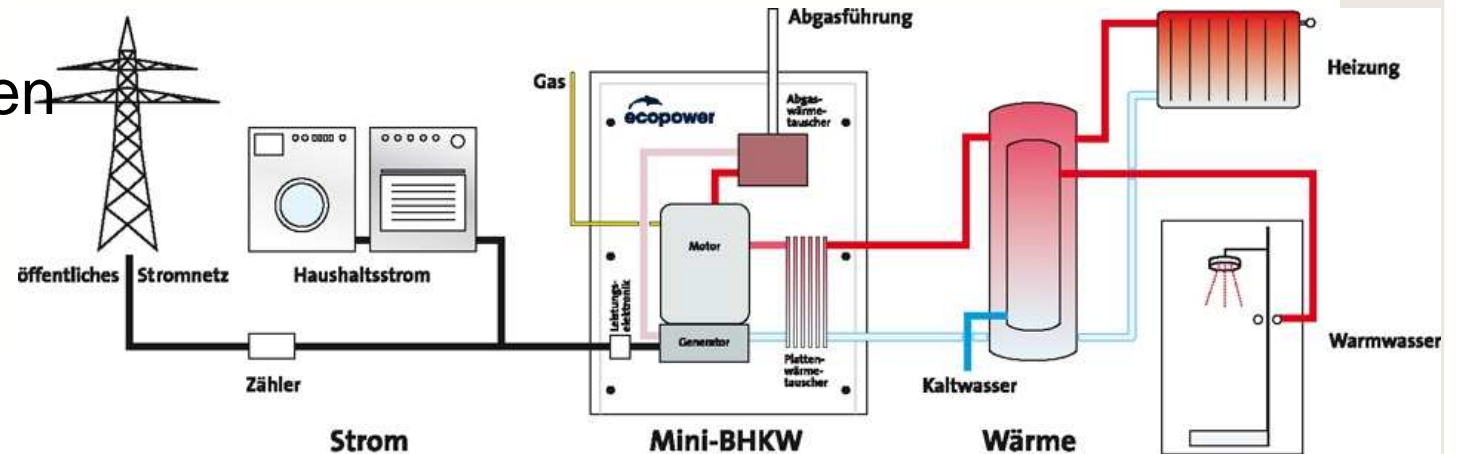 Abgasführung
en
Gas
Heizung
ecopower
Abgas-
wärme-
tauscher
Motor
öffentliches Stromnetz
Haushaltsstrom
Leistungs-
elektronik
Generator
Warmwasser
Platten-
wärme-
tauscher
Zähler
Kaltwasser
Strom
Mini-BHKW
Wärme